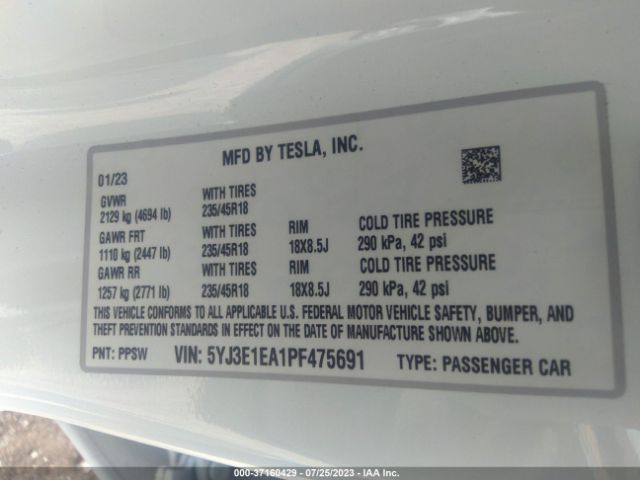 MFD BY TESLA, INC.
01/23
GVWR WITH TIRES
2129 kg (4694 lb) 235/45R18
GAWR FRT WITH TIRES RIM COLD TIRE PRESSURE
1110 kg (2447 lb) 235/45R18 18X8.5J 290 kPa, 42 psi
GAWR RR WITH TIRES RIM COLD TIRE PRESSURE
1257 kg (2771 lb) 235/45R18 18X8.5J 290 kPa, 42 psi
THIS VEHICLE CONFORMS TO ALL APPLICABLE U.S. FEDERAL MOTOR VEHICLE SAFETY, BUMPER, AND
THEFT PREVENTION STANDARDS IN EFFECT ON THE DATE OF MANUFACTURE SHOWN ABOVE.
PNT: PPSW VIN: 5YJ3E1EA1PF475691 TYPE: PASSENGER CAR
000-37160429 - 07/25/2023 - IAA Inc.